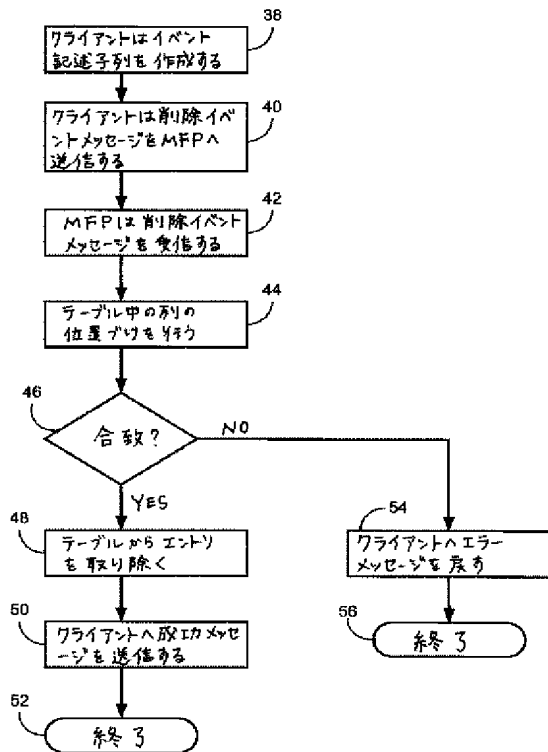 38
クライアントはイベント
記述子列を作成する
40
クライアントは削除イベ
ントメッセージをMFPへ
送信する
42
MFPは削除イベント
メッセージを受信する
44
テーブル中の列の
位置づけを行う
46
合致?
NO
YES
48
テーブルからエントリ
を取り除く
54
クライアントへエラー
メッセージを戻す
50
クライアントへ成功メッセ
ージを送信する
56
終了
52
終了